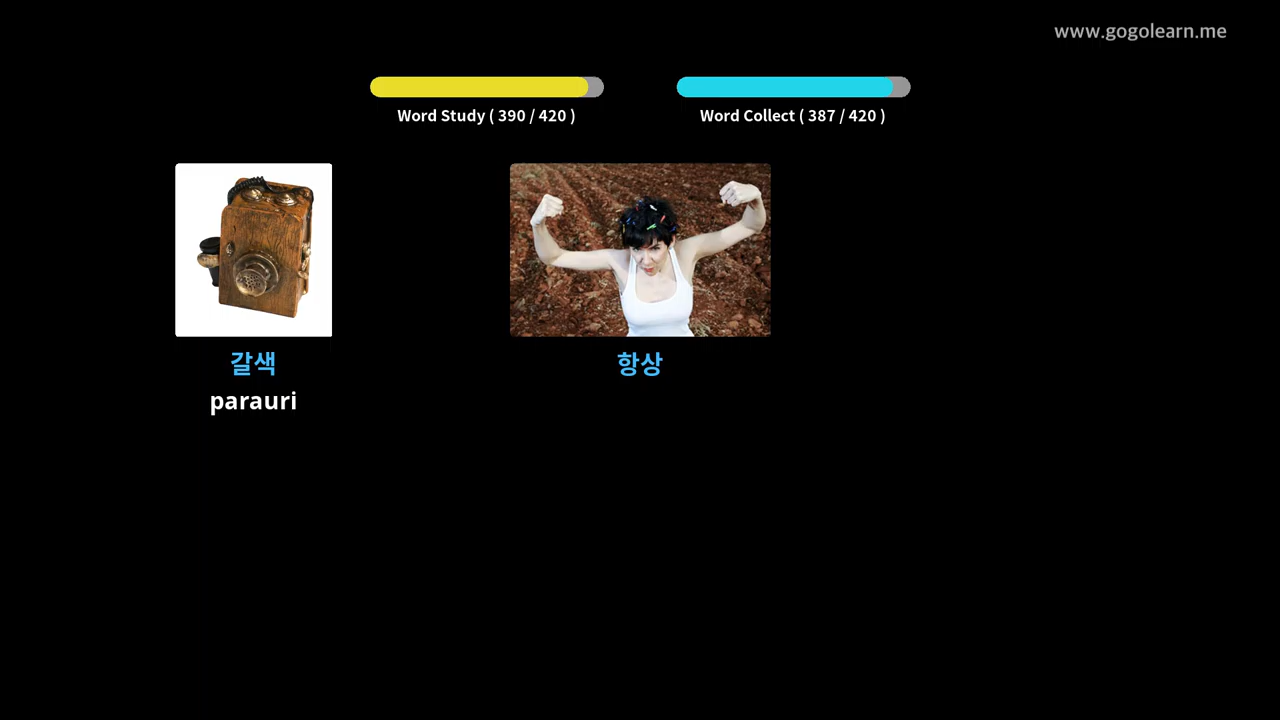 www.gogolearn.me
Word Study ( 390 / 420 )
Word Collect ( 387 / 420 )
갈색
parauri
항상